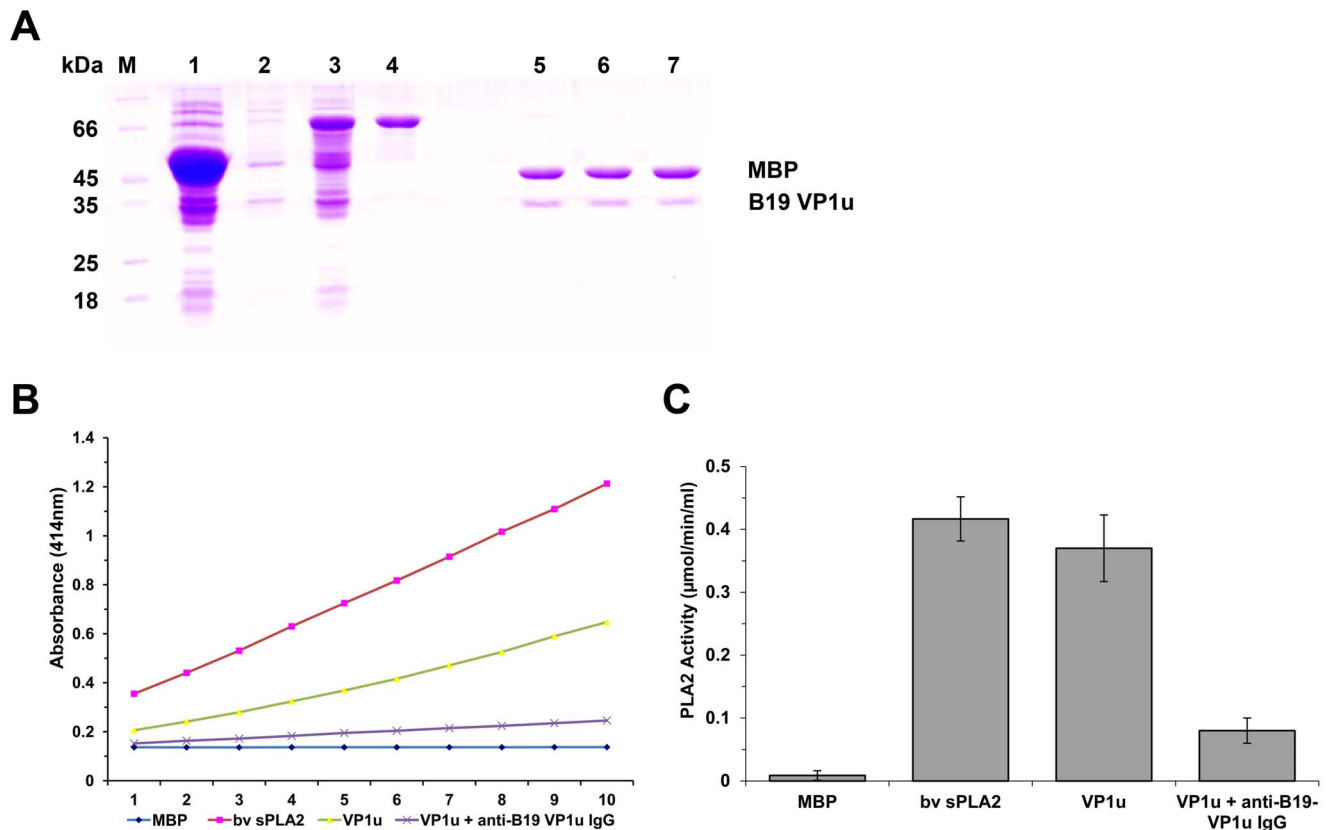 A
kDa M 1 2 3 4 5 6 7
66
45
35
25
18
MBP
B19 VP1u
B
Absorbance (414nm)
1.4
1.2
1
0.8
0.6
0.4
0.2
0
1 2 3 4 5 6 7 8 9 10
MBP bv sPLA2 VP1u VP1u + anti-B19 VP1u IgG
C
PLA2 Activity (µmol/min/ml)
0.5
0.4
0.3
0.2
0.1
0
MBP bv sPLA2 VP1u VP1u + anti-B19-
VP1u IgG